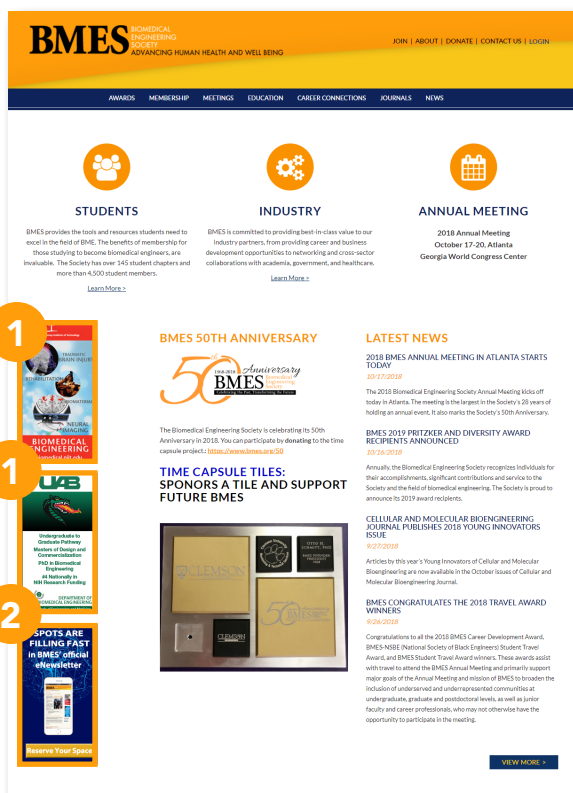 BMES BIOMEDICAL
ENGINEERING
SOCIETY
ADVANCING HUMAN HEALTH AND WELL BEING
JOIN | ABOUT | DONATE | CONTACT US | LOGIN
AWARDS MEMBERSHIP MEETINGS EDUCATION CAREER CONNECTIONS JOURNALS NEWS
STUDENTS
BMES provides the tools and resources students need to
excel in the field of BME. The benefits of membership for
those studying to become biomedical engineers, are
invaluable. The Society has over 145 student chapters and
more than 4,500 student members.
Learn More >
INDUSTRY
BMES is committed to providing best-in-class value to our
Industry partners, from providing career and business
development opportunities to networking and cross-sector
collaborations with academia, government, and healthcare.
Learn More >
ANNUAL MEETING
2018 Annual Meeting
October 17-20, Atlanta
Georgia World Congress Center
1
TRAUMATIC
BRAIN INJURY
REHABILITATION
BIOMATERIAL
NEURAL
IMAGING
BIOMEDICAL
ENGINEERING
biomedical.njit.edu
1
UAB
Undergraduate to
Graduate Pathway
Masters of Design and
Commercialization
PhD in Biomedical
Engineering
#4 Nationally in
NIH Research Funding
DEPARTMENT OF
BIOMEDICAL ENGINEERING
2
SPOTS ARE
FILLING FAST
in BMES' official
eNewsletter
Reserve Your Space
BMES 50TH ANNIVERSARY
50
1968-2018 Anniversary
BMES Biomedical
Engineering
Society
Celebrating the Past, Transforming the Future
The Biomedical Engineering Society is celebrating its 50th
Anniversary in 2018. You can participate by donating to the time
capsule project.: https://www.bmes.org/50
TIME CAPSULE TILES:
SPONORS A TILE AND SUPPORT
FUTURE BMES
CLEMSON
OTTO H.
SCHMITT, PHD
50
BMES
CLEMSON
LATEST NEWS
2018 BMES ANNUAL MEETING IN ATLANTA STARTS
TODAY
10/17/2018
The 2018 Biomedical Engineering Society Annual Meeting kicks off
today in Atlanta. The meeting is the largest in the Society's 28 years of
holding an annual event. It also marks the Society's 50th Anniversary.
BMES 2019 PRITZKER AND DIVERSITY AWARD
RECIPIENTS ANNOUNCED
10/16/2018
Annually, the Biomedical Engineering Society recognizes individuals for
their accomplishments, significant contributions and service to the
Society and the field of biomedical engineering. The Society is proud to
announce its 2019 award recipients.
CELLULAR AND MOLECULAR BIOENGINEERING
JOURNAL PUBLISHES 2018 YOUNG INNOVATORS
ISSUE
9/27/2018
Articles by this year's Young Innovators of Cellular and Molecular
Bioengineering are now available in the October issues of Cellular and
Molecular Bioengineering Journal.
BMES CONGRATULATES THE 2018 TRAVEL AWARD
WINNERS
9/26/2018
Congratulations to all the 2018 BMES Career Development Award,
BMES-NSBE (National Society of Black Engineers) Student Travel
Award, and BMES Student Travel Award winners. These awards assist
with travel to attend the BMES Annual Meeting and primarily support
major goals of the Annual Meeting and mission of BMES to broaden the
inclusion of underserved and underrepresented communities at
undergraduate, graduate and postdoctoral levels, as well as junior
faculty and career professionals, who may not otherwise have the
opportunity to participate in the meeting.
VIEW MORE >